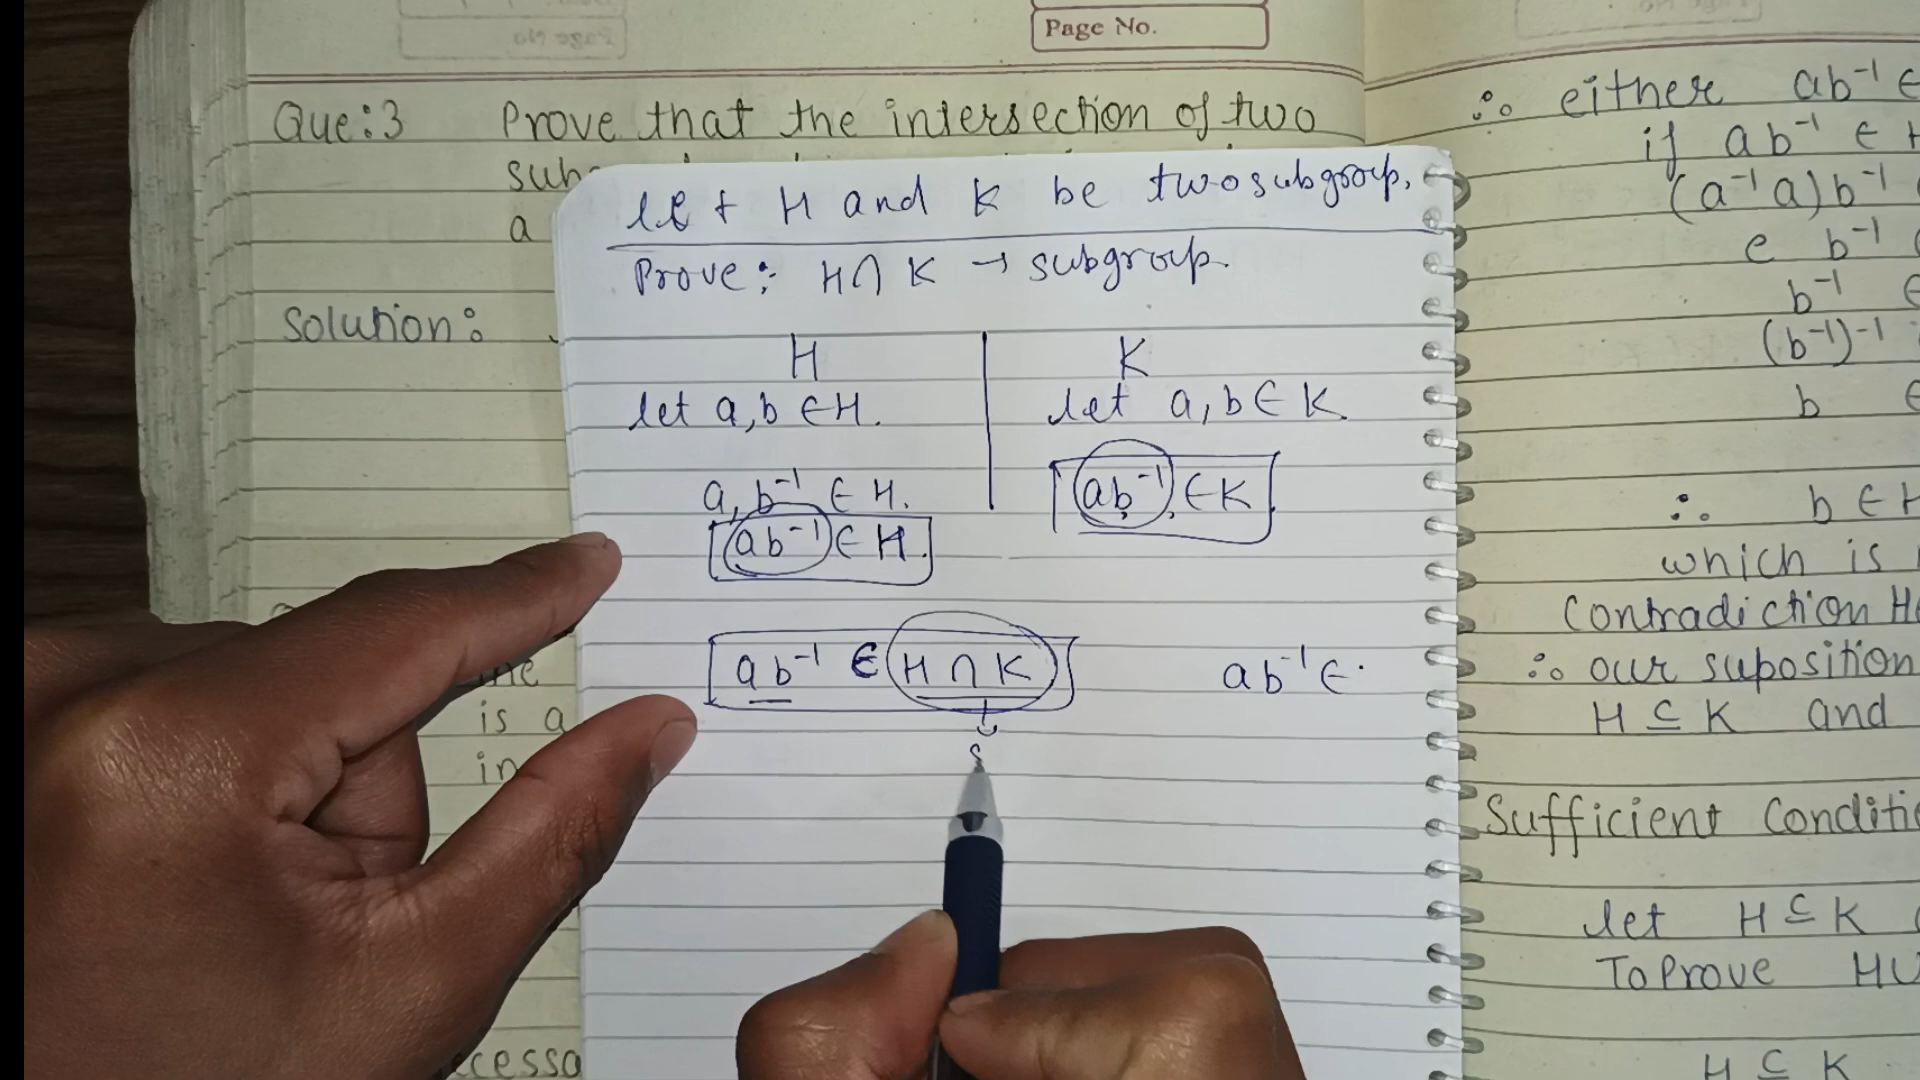 Page No.
Que:3 Prove that the intersection of two
a
Solution:
let H and K be two subgroup.
Prove: H∩K → subgroup.
H K
let a,b ∈H. let a,b∈ K.
a, b⁻¹ ∈ H. ab⁻¹, ∈K
ab⁻¹ ∈ H.
ab⁻¹ ∈ H ∩ K ab⁻¹∈.
s
is a
in
∴ either ab⁻¹ ∈
if ab⁻¹ ∈ H
(a⁻¹a)b⁻¹
e b⁻¹
b⁻¹ ∈
(b⁻¹)⁻¹
b ∈
∴ b ∈ H
which is
Contradiction
∴ our suposition
H ⊆ K and
Sufficient
let H ⊆ K
To Prove
H ⊆ K